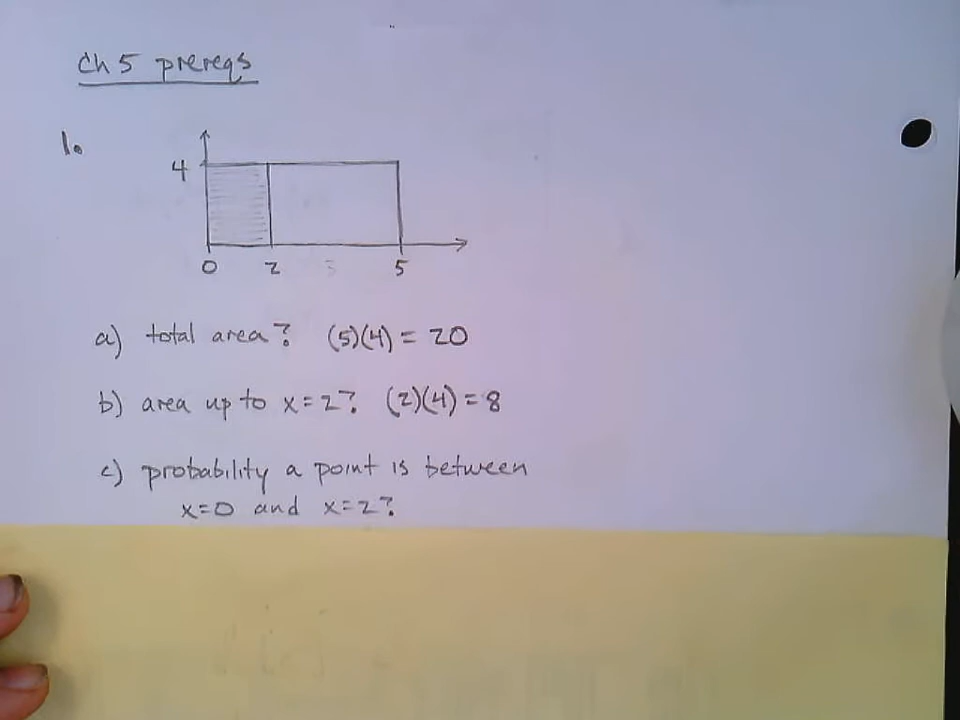 Ch 5 prereqs
1.
4
0 2 5
a) total area? (5)(4) = 20
b) area up to x=2? (2)(4) = 8
c) probability a point is between
x=0 and x=2?